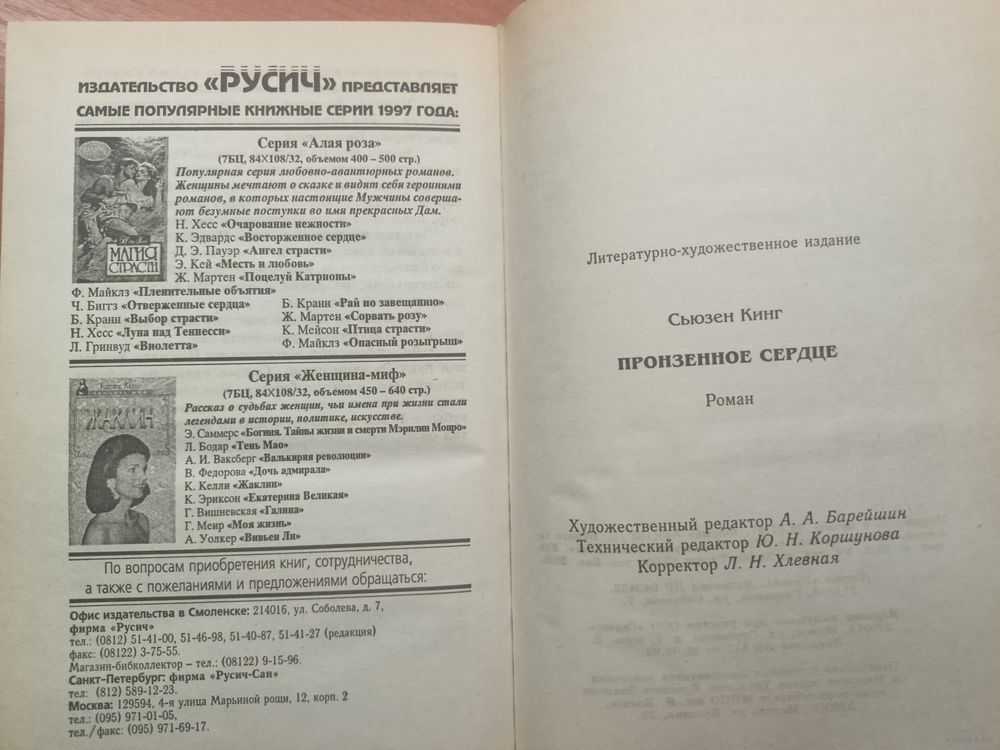 ИЗДАТЕЛЬСТВО «РУСИЧ» ПРЕДСТАВЛЯЕТ
САМЫЕ ПОПУЛЯРНЫЕ КНИЖНЫЕ СЕРИИ 1997 ГОДА:
МАГИЯ
СТРАСТИ
Серия «Алая роза»
(7БЦ, 84X108/32, объемом 400 – 500 стр.)
Популярная серия любовно-авантюрных романов.
Женщины мечтают о сказке и видят себя героинями
романов, в которых настоящие Мужчины соверша-
ют безумные поступки во имя прекрасных Дам.
Н. Хесс «Очарование нежности»
К. Эдвардс «Восторженное сердце»
Д. Э. Пауэр «Ангел страсти»
Э. Кей «Месть и любовь»
Ж. Мартен «Поцелуй Катрионы»
Ф. Майклз «Пленительные объятия»
Ч. Биггз «Отверженные сердца»
Б. Кранн «Выбор страсти»
Н. Хесс «Луна над Теннесси»
Л. Гринвуд «Виолетта»
Б. Кранн «Рай по завещанию»
Ж. Мартен «Сорвать розу»
К. Мейсон «Птица страсти»
Ф. Майклз «Опасный розыгрыш»
Китти Келли
ЖАКЛИН
Серия «Женщина-миф»
(7БЦ, 84X108/32, объемом 450 – 640 стр.)
Рассказ о судьбах женщин, чьи имена при жизни стали
легендами в истории, политике, искусстве.
Э. Саммерс «Богиня. Тайны жизни и смерти Мэрилин Монро»
Л. Бодар «Тень Мао»
А. И. Ваксберг «Валькирия революции»
В. Федорова «Дочь адмирала»
К. Келли «Жаклин»
К. Эриксон «Екатерина Великая»
Г. Вишневская «Галина»
Г. Меир «Моя жизнь»
А. Уолкер «Вивьен Ли»
По вопросам приобретения книг, сотрудничества,
а также с пожеланиями и предложениями обращаться:
Офис издательства в Смоленске: 214016, ул. Соболева, д. 7,
фирма «Русич»
тел.: (0812) 51-41-00, 51-46-98, 51-40-87, 51-41-27 (редакция)
факс: (08122) 3-75-55.
Магазин-бибколлектор – тел.: (08122) 9-15-96.
Санкт-Петербург: фирма «Русич-Сан»
тел: (812) 589-12-23.
Москва: 129594, 4-я улица Марьиной рощи, 12, корп. 2
тел.: (095) 971-01-05,
тел./факс: (095) 971-69-17.
Литературно-художественное издание
Сьюзен Кинг
ПРОНЗЕННОЕ СЕРДЦЕ
Роман
Художественный редактор А. А. Барейшин
Технический редактор Ю. Н. Коршунова
Корректор Л. Н. Хлевная